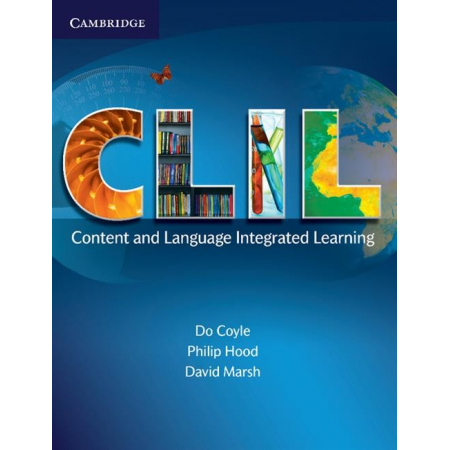 CAMBRIDGE
CLIL
Content and Language Integrated Learning
Do Coyle
Philip Hood
David Marsh